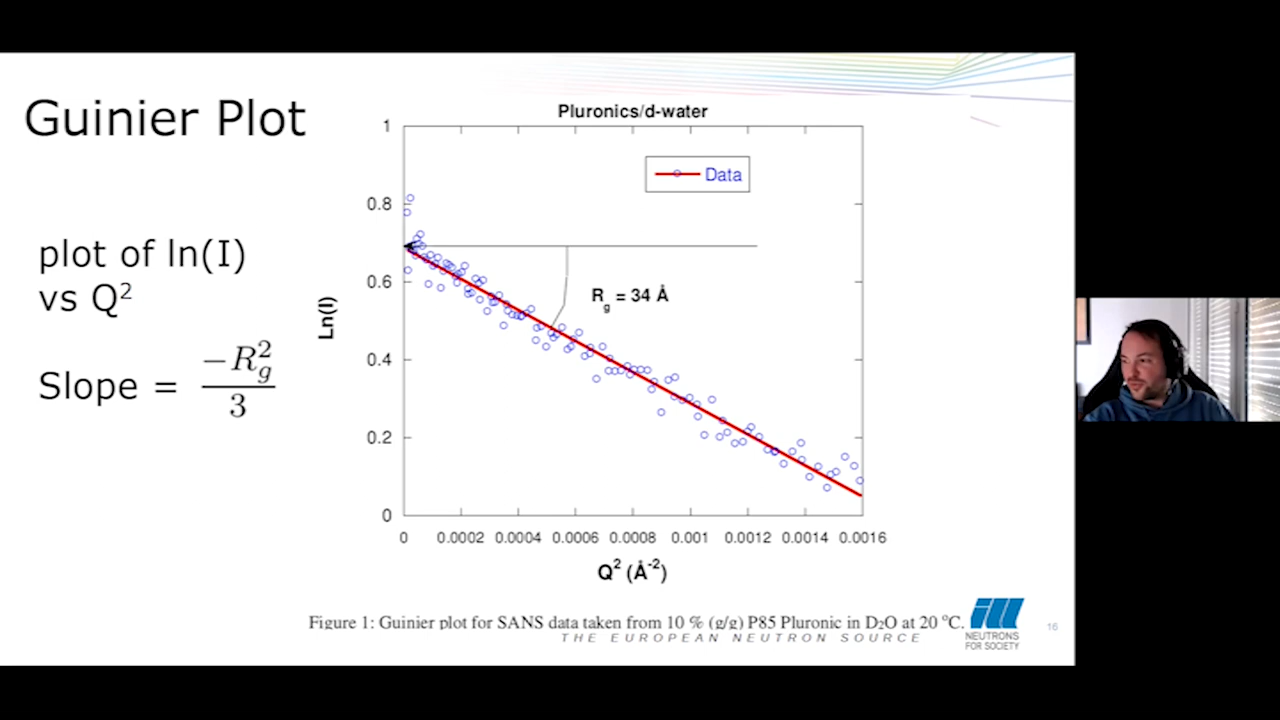 Guinier Plot
plot of ln(I)
vs Q²
Slope = −R_g²/3
Pluronics/d-water
Data
R_g = 34 Å
Ln(I)
1
0.8
0.6
0.4
0.2
0
0 0.0002 0.0004 0.0006 0.0008 0.001 0.0012 0.0014 0.0016
Q² (Å⁻²)
Figure 1: Guinier plot for SANS data taken from 10 % (g/g) P85 Pluronic in D₂O at 20 °C.
THE EUROPEAN NEUTRON SOURCE
ill
NEUTRONS
FOR SOCIETY
16